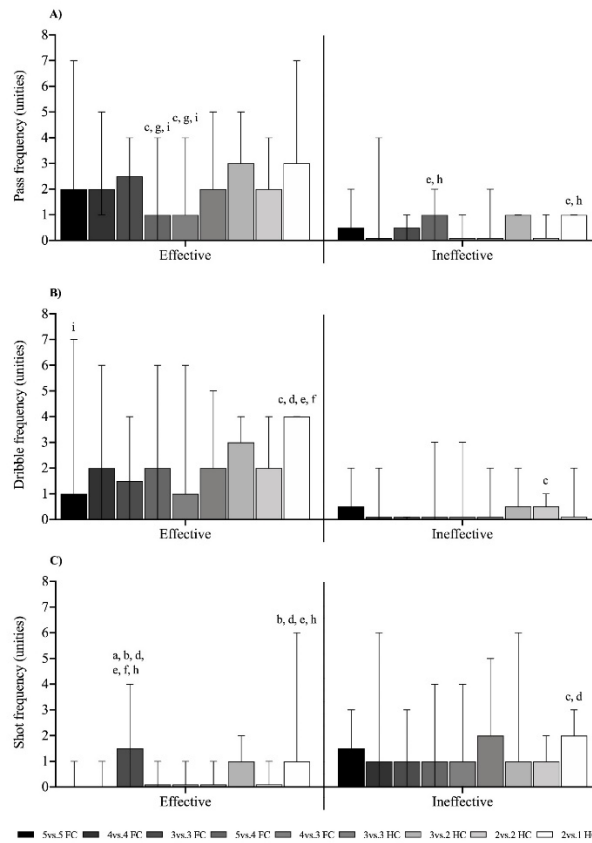 A)
Pass frequency (unities)
8
7
6
5
4
3
2
1
0
c, g, i
c, g, i
e, h
c, h
Effective
Ineffective
B)
Dribble frequency (unities)
8
7
6
5
4
3
2
1
0
i
c, d, e, f
c
Effective
Ineffective
C)
Shot frequency (unities)
8
7
6
5
4
3
2
1
0
a, b, d,
e, f, h
b, d, e, h
c, d
Effective
Ineffective
5vs.5 FC 4vs.4 FC 3vs.3 FC 5vs.4 FC 4vs.3 FC 3vs.3 HC 3vs.2 HC 2vs.2 HC 2vs.1 HC